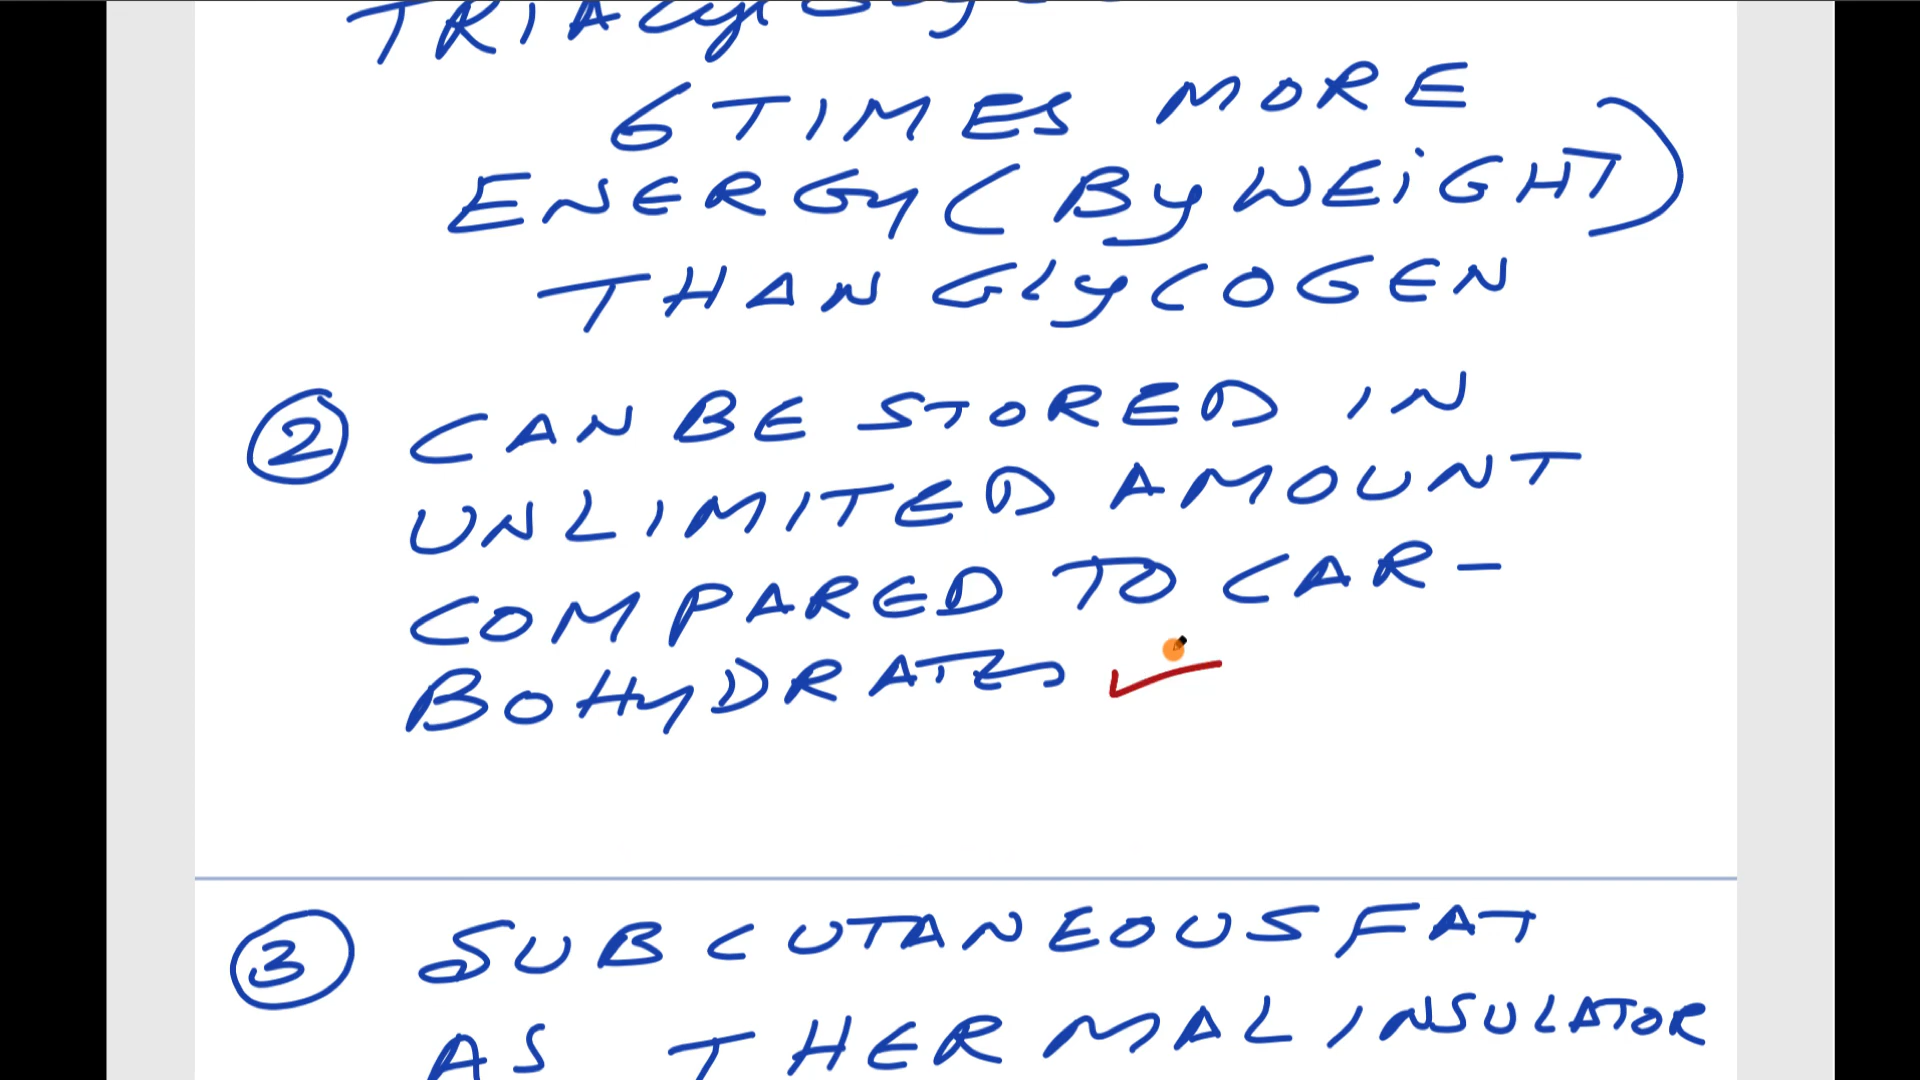 6 TIMES MORE
ENERGY (By WEiGHT)
THAN GLyCOGEN
2 CAN BE STORED IN
UNLIMITED AMOUNT
COMPARED TO CAR-
BOHyDRATES
3 SUBCUTANEOUS FAT
AS THERMAL INSULATOR